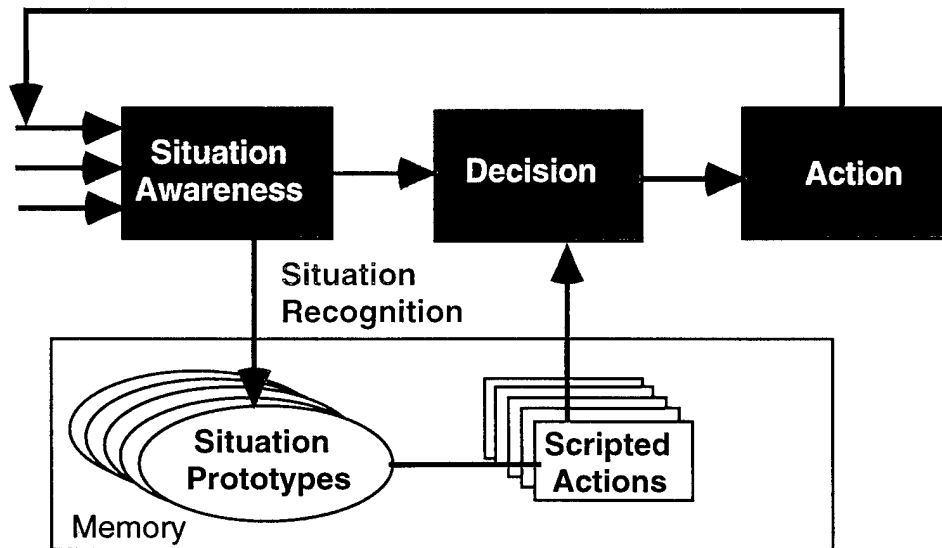 Situation
Awareness
Decision
Action
Situation
Recognition
Situation
Prototypes
Scripted
Actions
Memory